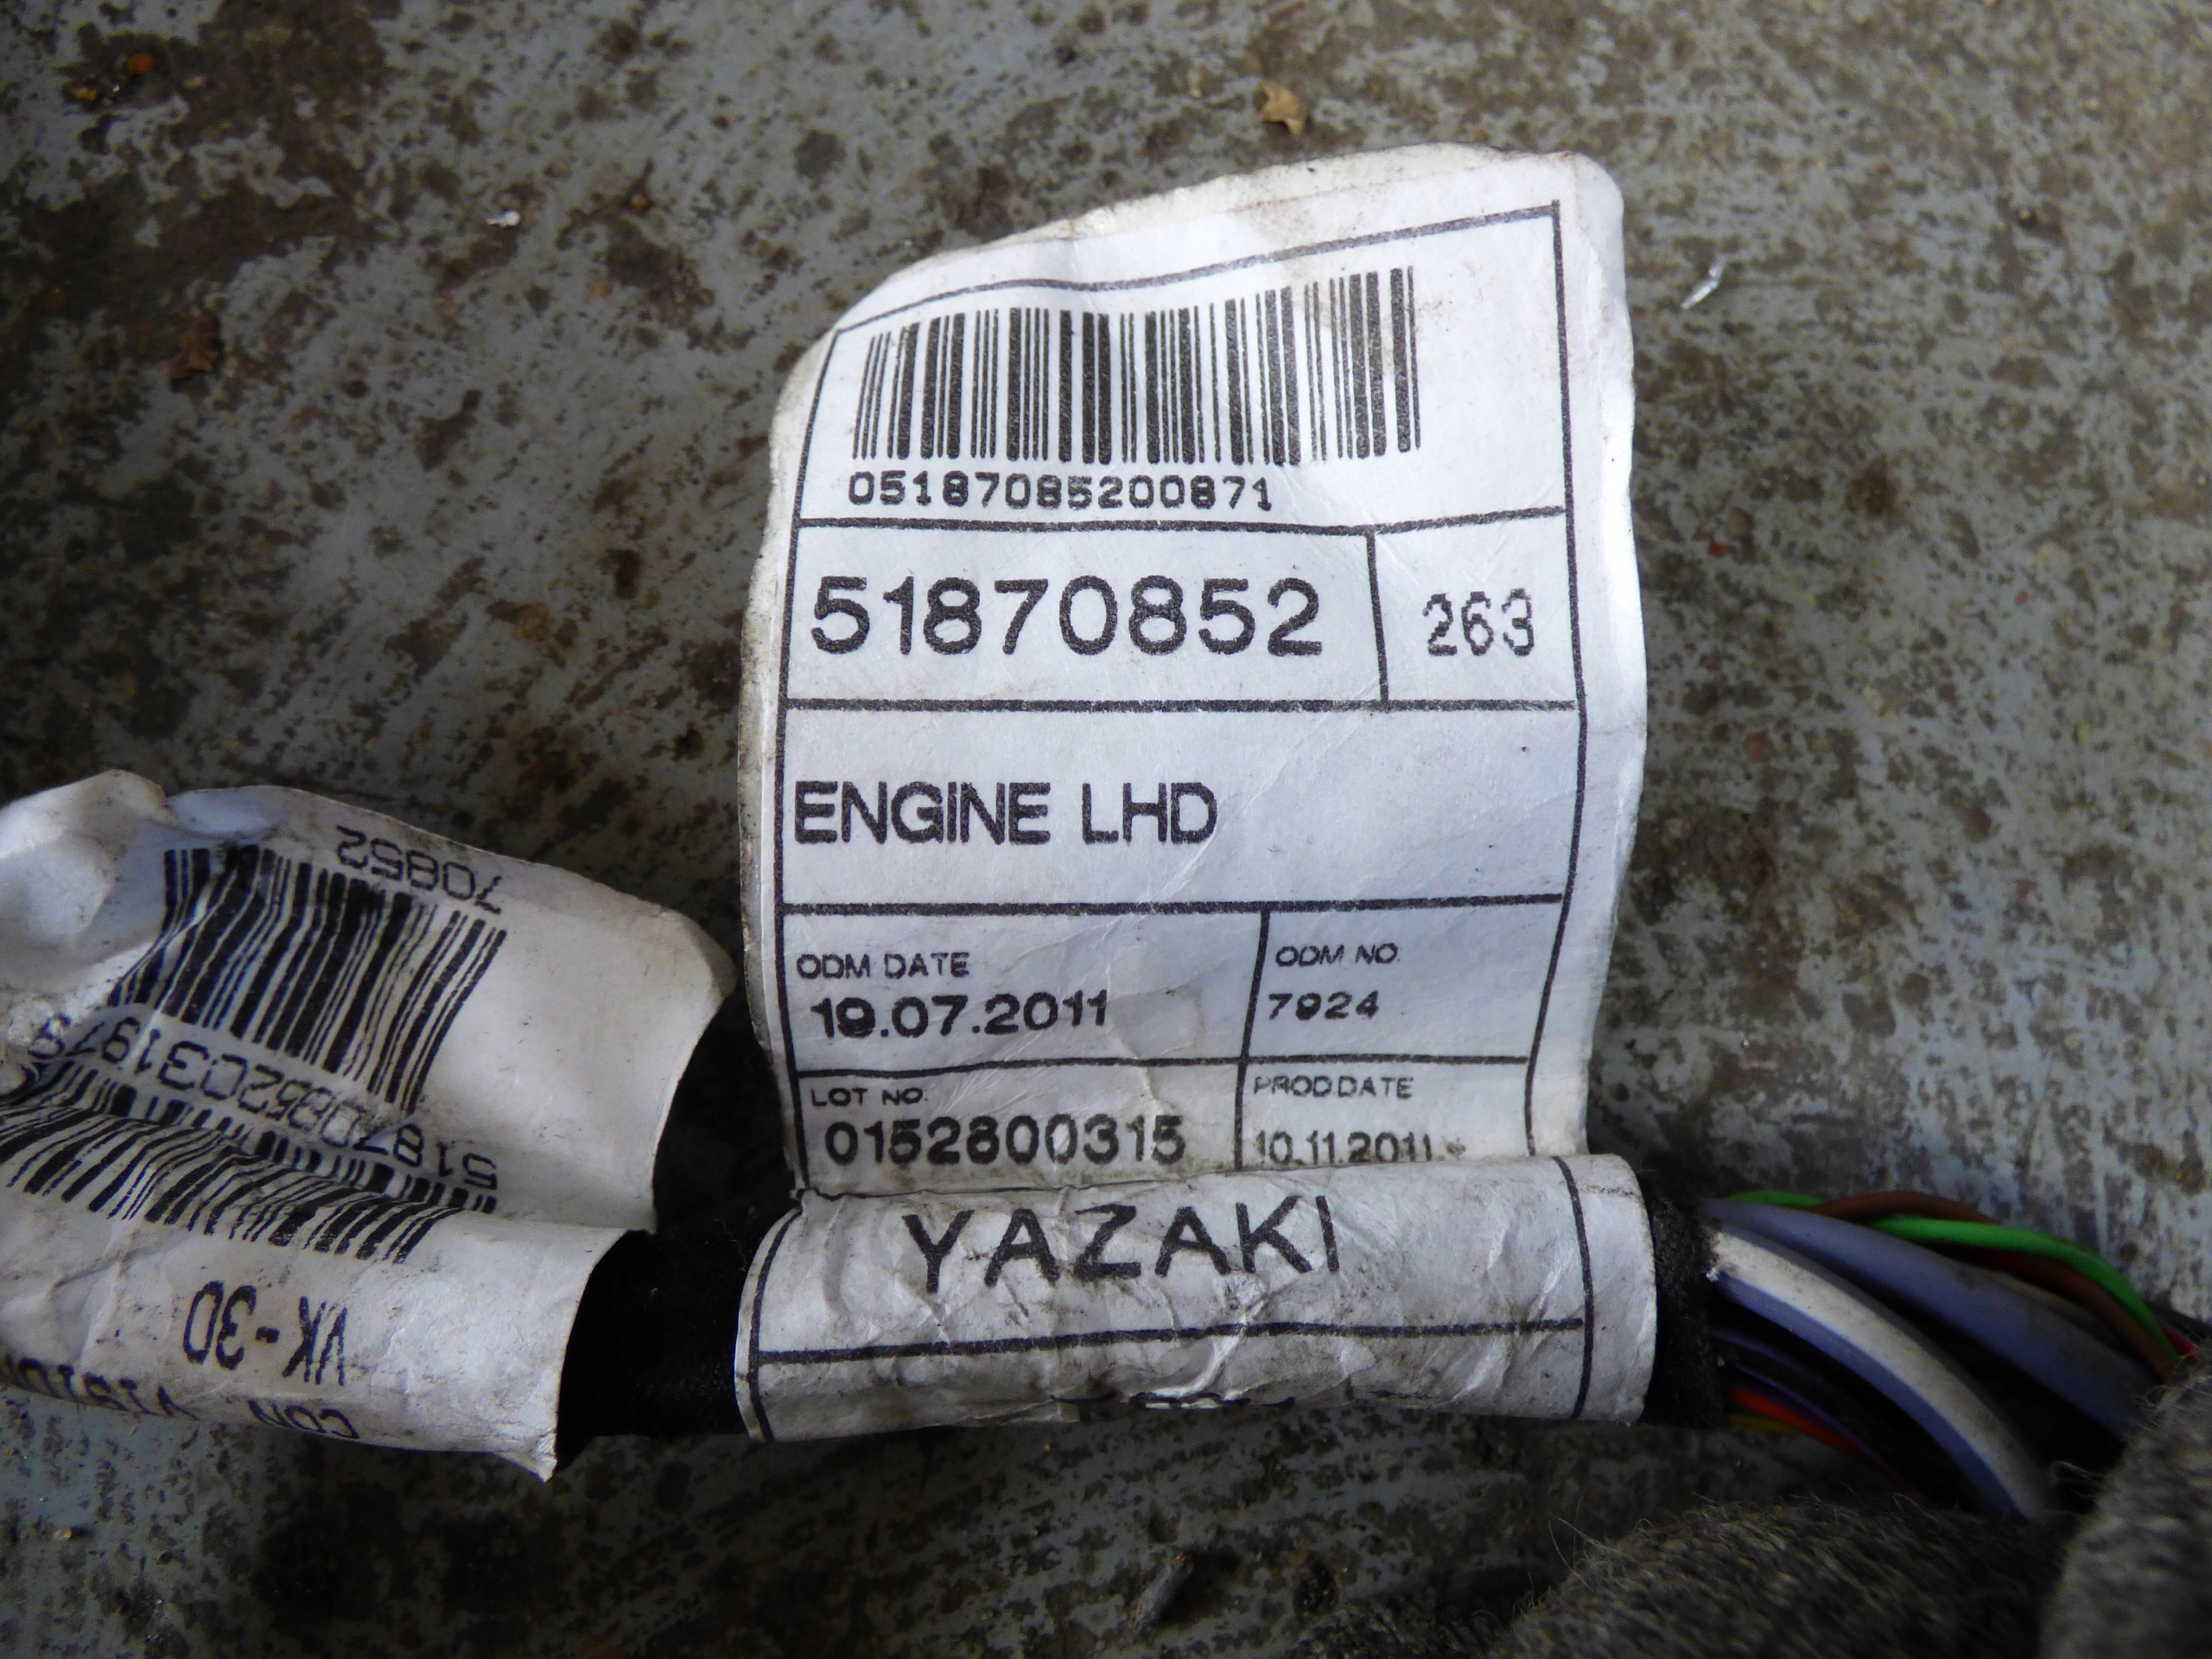 05187085200871
51870852 263
ENGINE LHD
ODM DATE ODM NO.
19.07.2011 7924
LOT NO. PROD.DATE
0152800315 10.11.2011
YAZAKI
70852
VK-30